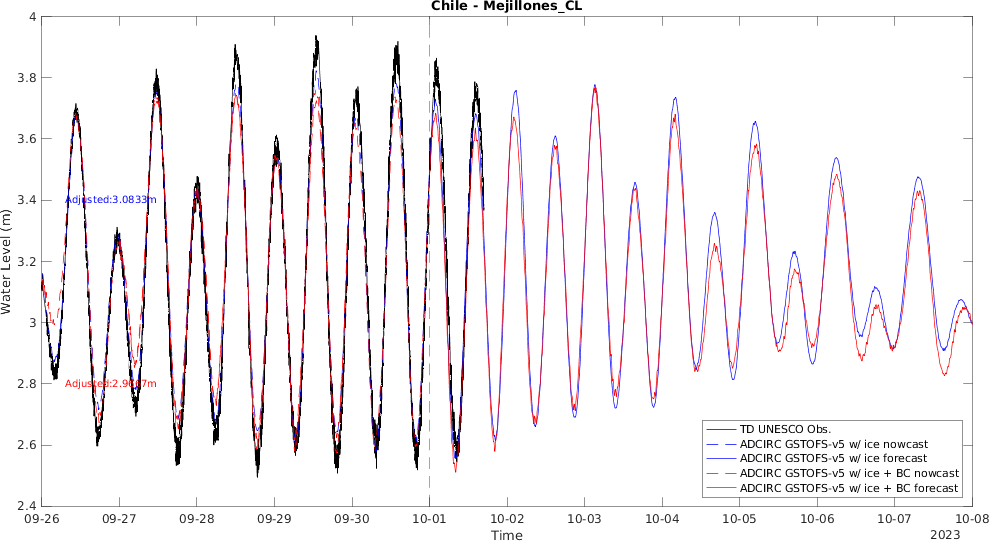 Chile - Mejillones_CL
4
3.8
3.6
3.4
3.2
3
2.8
2.6
2.4
Water Level (m)
Adjusted:3.0833m
TD UNESCO Obs.
ADCIRC GSTOFS-v5 w/ ice nowcast
ADCIRC GSTOFS-v5 w/ ice forecast
ADCIRC GSTOFS-v5 w/ ice + BC nowcast
ADCIRC GSTOFS-v5 w/ ice + BC forecast
09-26 09-27 09-28 09-29 09-30 10-01 10-02 10-03 10-04 10-05 10-06 10-07 10-08
Time
2023